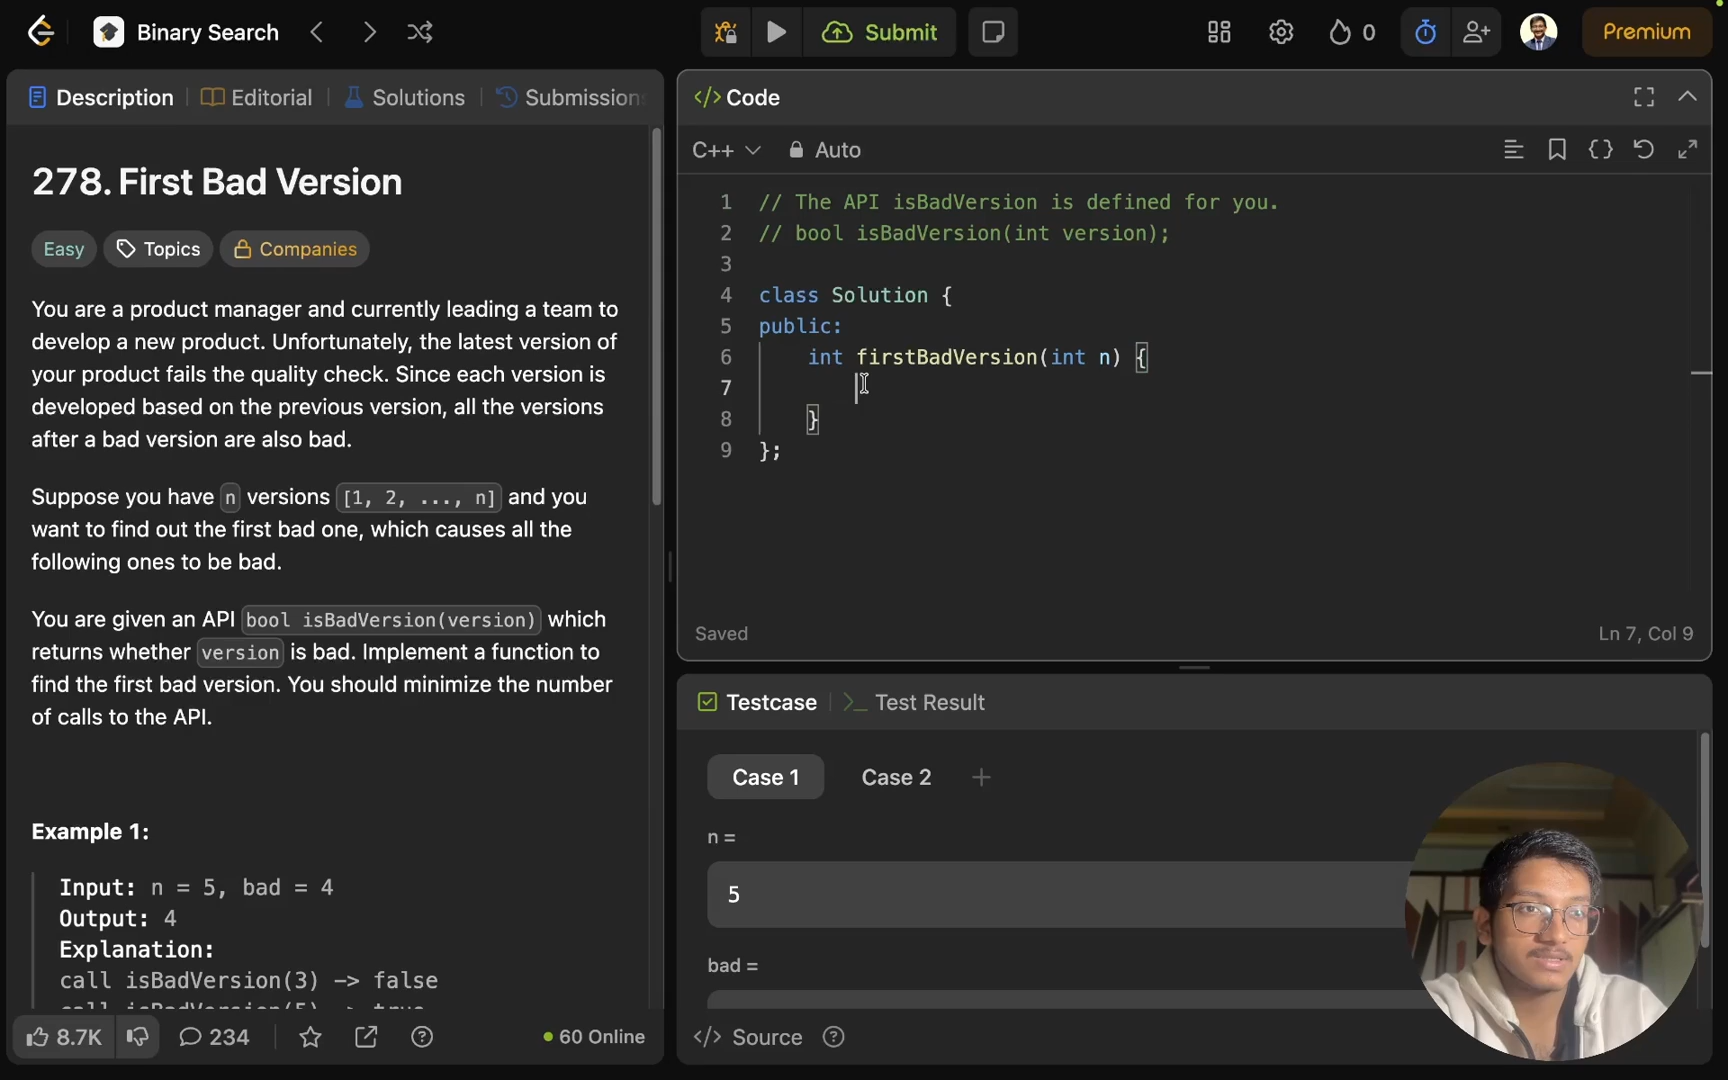 Binary Search
Submit
0
Premium
Description
Editorial
Solutions
Submission
278. First Bad Version
Easy
Topics
Companies
You are a product manager and currently leading a team to
develop a new product. Unfortunately, the latest version of
your product fails the quality check. Since each version is
developed based on the previous version, all the versions
after a bad version are also bad.
Suppose you have n versions [1, 2, ..., n] and you
want to find out the first bad one, which causes all the
following ones to be bad.
You are given an API bool isBadVersion(version) which
returns whether version is bad. Implement a function to
find the first bad version. You should minimize the number
of calls to the API.
Example 1:
Input: n = 5, bad = 4
Output: 4
Explanation:
call isBadVersion(3) -> false
call isBadVersion(5) -> true
8.7K
234
60 Online
</> Code
C++
Auto
1 // The API isBadVersion is defined for you.
2 // bool isBadVersion(int version);
3
4 class Solution {
5 public:
6 int firstBadVersion(int n) {
7
8 }
9 };
Saved
Ln 7, Col 9
Testcase
Test Result
Case 1
Case 2
+
n =
5
bad =
</> Source